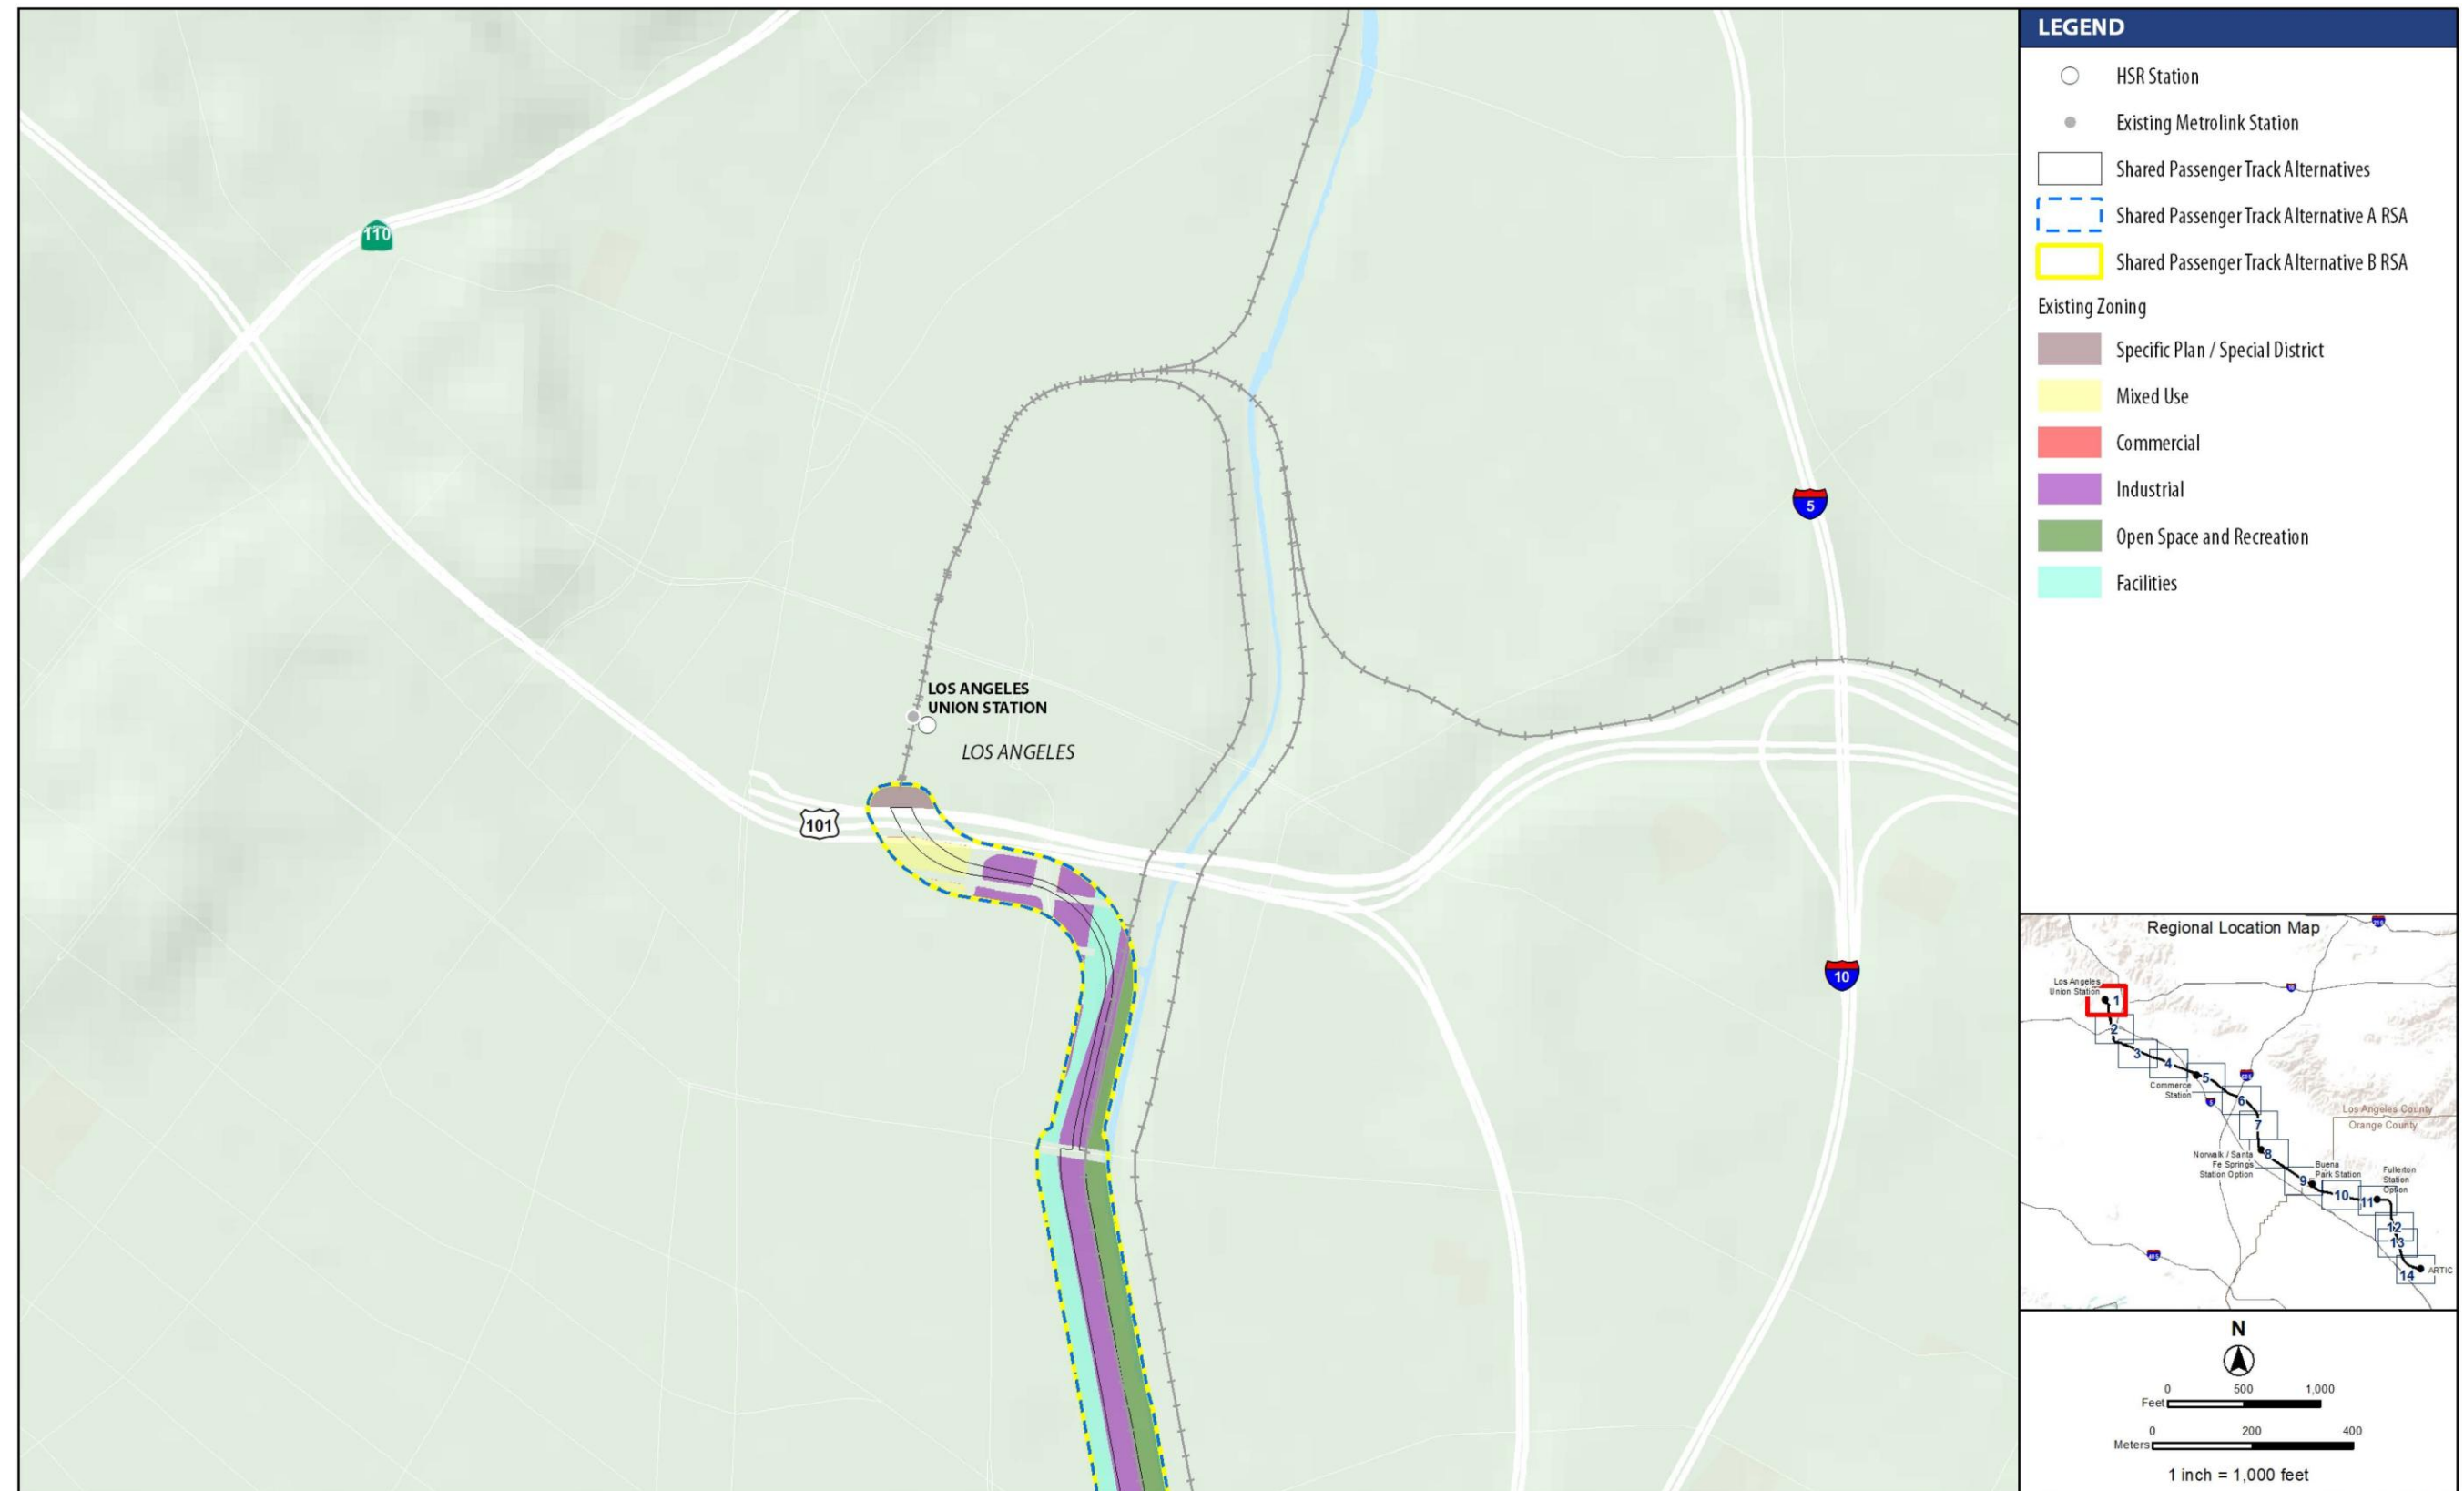 110
5
LOS ANGELES
UNION STATION
LOS ANGELES
101
10
LEGEND
HSR Station
Existing Metrolink Station
Shared Passenger Track Alternatives
Shared Passenger Track Alternative A RSA
Shared Passenger Track Alternative B RSA
Existing Zoning
Specific Plan / Special District
Mixed Use
Commercial
Industrial
Open Space and Recreation
Facilities
Regional Location Map
Los Angeles
Union Station
1
2
3
4
5
Commerce
Station
6
Los Angeles County
Orange County
7
8
Norwalk / Santa
Fe Springs
Station Option
Buena
Park Station
Fullerton
Station
Option
9
10
11
12
13
14
ARTIC
N
0 500 1,000
Feet
0 200 400
Meters
1 inch = 1,000 feet